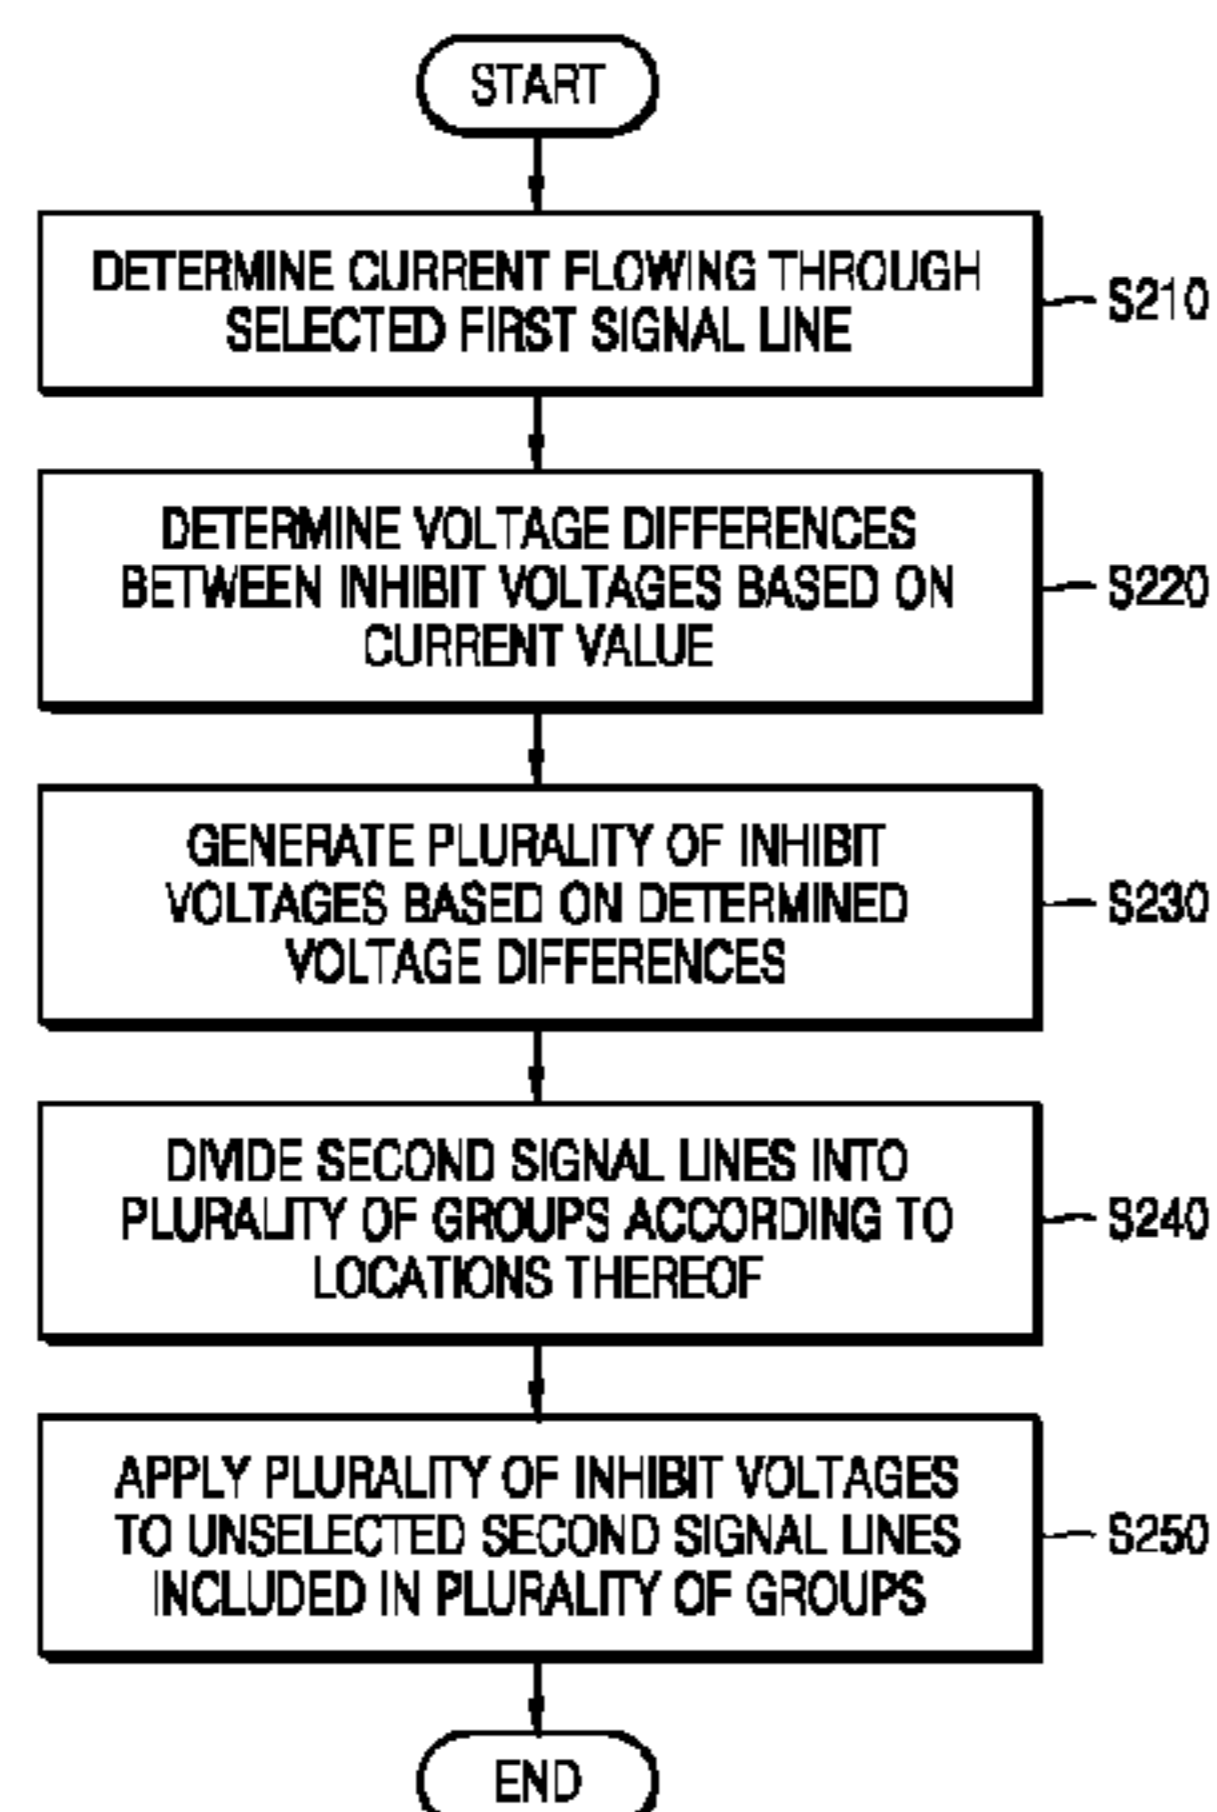 START
DETERMINE CURRENT FLOWING THROUGH
SELECTED FIRST SIGNAL LINE
S210
DETERMINE VOLTAGE DIFFERENCES
BETWEEN INHIBIT VOLTAGES BASED ON
CURRENT VALUE
S220
GENERATE PLURALITY OF INHIBIT
VOLTAGES BASED ON DETERMINED
VOLTAGE DIFFERENCES
S230
DIVIDE SECOND SIGNAL LINES INTO
PLURALITY OF GROUPS ACCORDING TO
LOCATIONS THEREOF
S240
APPLY PLURALITY OF INHIBIT VOLTAGES
TO UNSELECTED SECOND SIGNAL LINES
INCLUDED IN PLURALITY OF GROUPS
S250
END